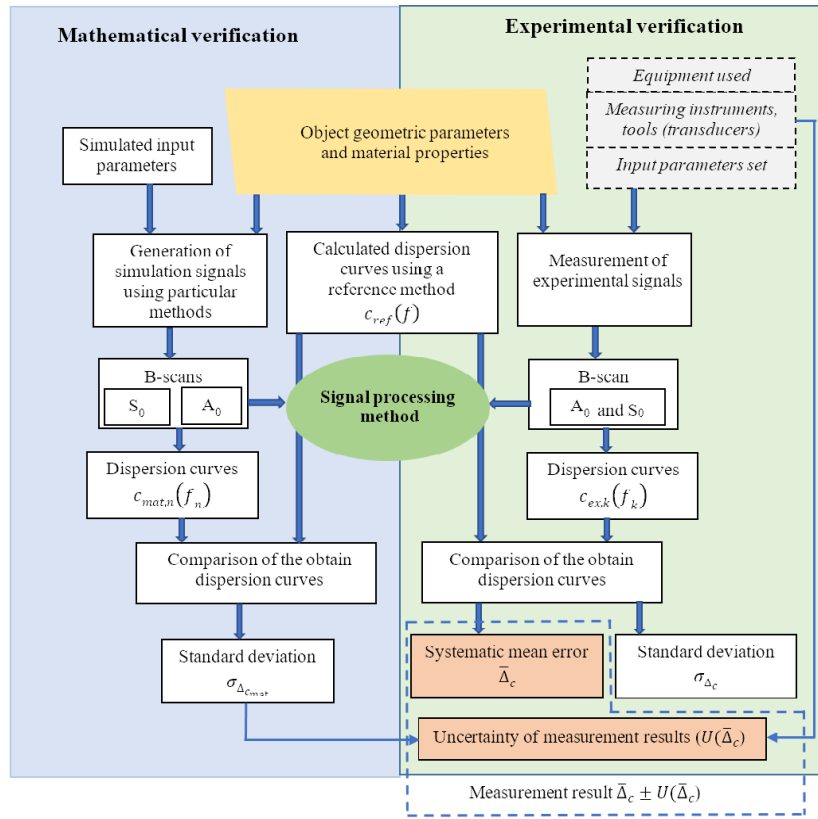 Mathematical verification
Experimental verification
Equipment used
Measuring instruments,
tools (transducers)
Input parameters set
Simulated input
parameters
Object geometric parameters
and material properties
Generation of
simulation signals
using particular
methods
Calculated dispersion
curves using a
reference method
c_ref(f)
Measurement of
experimental signals
B-scans
S₀ A₀
Signal processing
method
B-scan
A₀ and S₀
Dispersion curves
c_mat,n(f_n)
Dispersion curves
c_ex,k(f_k)
Comparison of the obtain
dispersion curves
Comparison of the obtain
dispersion curves
Standard deviation
σ_Δc_mat
Systematic mean error
Δ̅_c
Standard deviation
σ_Δc
Uncertainty of measurement results (U(Δ̅_c)
Measurement result Δ̅_c ± U(Δ̅_c)